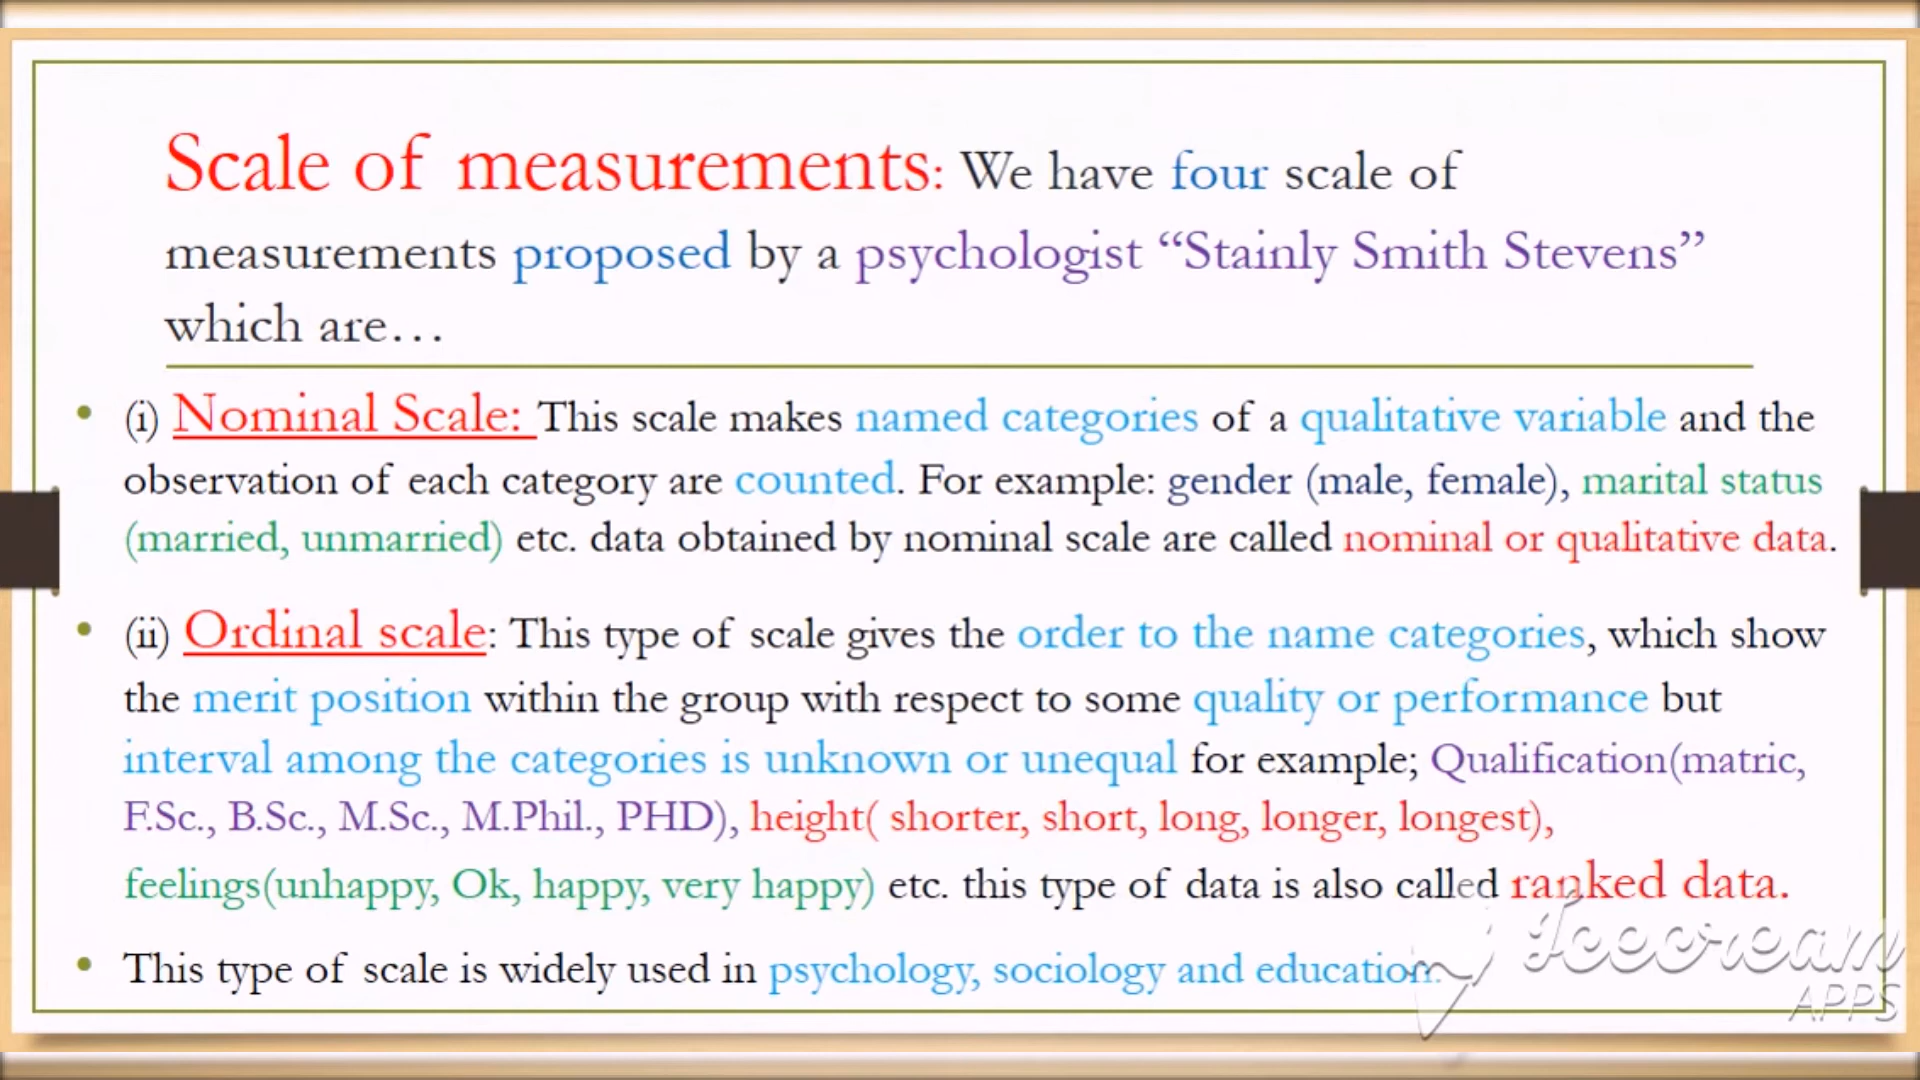 Scale of measurements: We have four scale of
measurements proposed by a psychologist “Stainly Smith Stevens”
which are…
• (i) Nominal Scale: This scale makes named categories of a qualitative variable and the
observation of each category are counted. For example: gender (male, female), marital status
(married, unmarried) etc. data obtained by nominal scale are called nominal or qualitative data.
• (ii) Ordinal scale: This type of scale gives the order to the name categories, which show
the merit position within the group with respect to some quality or performance but
interval among the categories is unknown or unequal for example; Qualification(matric,
F.Sc., B.Sc., M.Sc., M.Phil., PHD), height( shorter, short, long, longer, longest),
feelings(unhappy, Ok, happy, very happy) etc. this type of data is also called ranked data.
• This type of scale is widely used in psychology, sociology and education.
Icecream
APPS